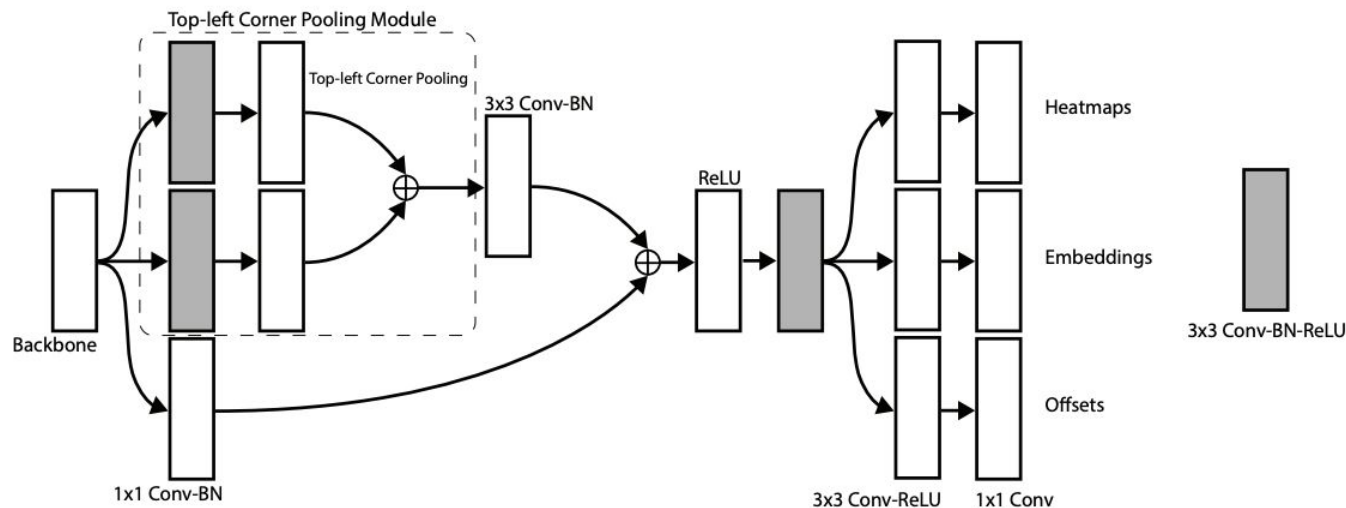 Top-left Corner Pooling Module
Top-left Corner Pooling
3x3 Conv-BN
Heatmaps
ReLU
Embeddings
Backbone
3x3 Conv-BN-ReLU
Offsets
1x1 Conv-BN
3x3 Conv-ReLU
1x1 Conv